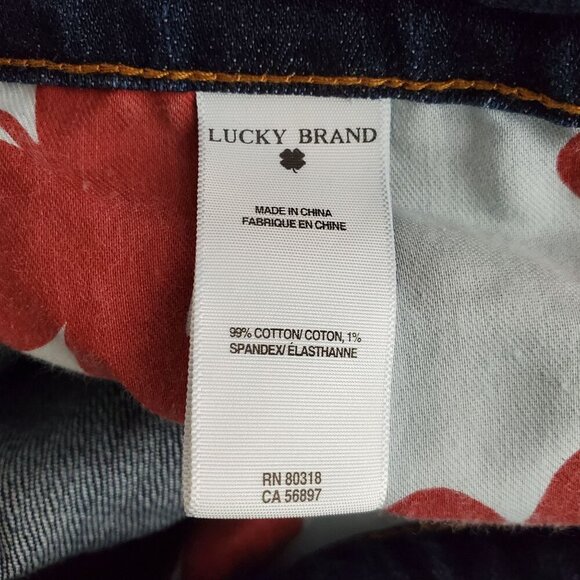 LUCKY BRAND
MADE IN CHINA
FABRIQUE EN CHINE
99% COTTON/ COTON, 1%
SPANDEX/ÉLASTHANNE
RN 80318
CA 56897